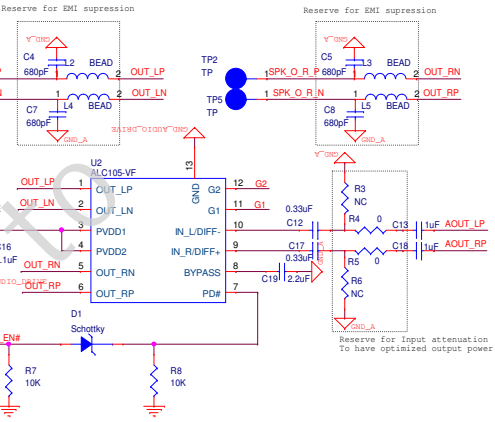 Reserve for EMI supression
Reserve for EMI supression
GND_A
C4
680pF
L2
BEAD
2
OUT_LP
L4
BEAD
2
OUT_LN
1
C7
680pF
GND_A
TP2
TP
TP5
TP
1
SPK_O_R_P
1
SPK_O_R_N
GND_A
C5
680pF
L3
BEAD
2
OUT_RN
L5
BEAD
2
OUT_RP
1
C8
680pF
GND_A
GND_AUDIO_DRIVE
13
U2
ALC105-VF
GND
OUT_LP
1
OUT_LP
OUT_LN
2
OUT_LN
3
PVDD1
4
PVDD2
OUT_RN
5
OUT_RN
OUT_RP
6
OUT_RP
G2
12
G2
G1
11
G1
IN_L/DIFF-
10
IN_R/DIFF+
9
BYPASS
8
PD#
7
C16
.1uF
0.33uF
C12
C17
0.33uF
C19
2.2uF
GND_A
R3
NC
R4
0
C13
1uF
AOUT_LP
C18
1uF
AOUT_RP
R5
0
R6
NC
GND_A
Reserve for Input attenuation
To have optimized output power
D1
Schottky
EN#
R7
10K
R8
10K
to